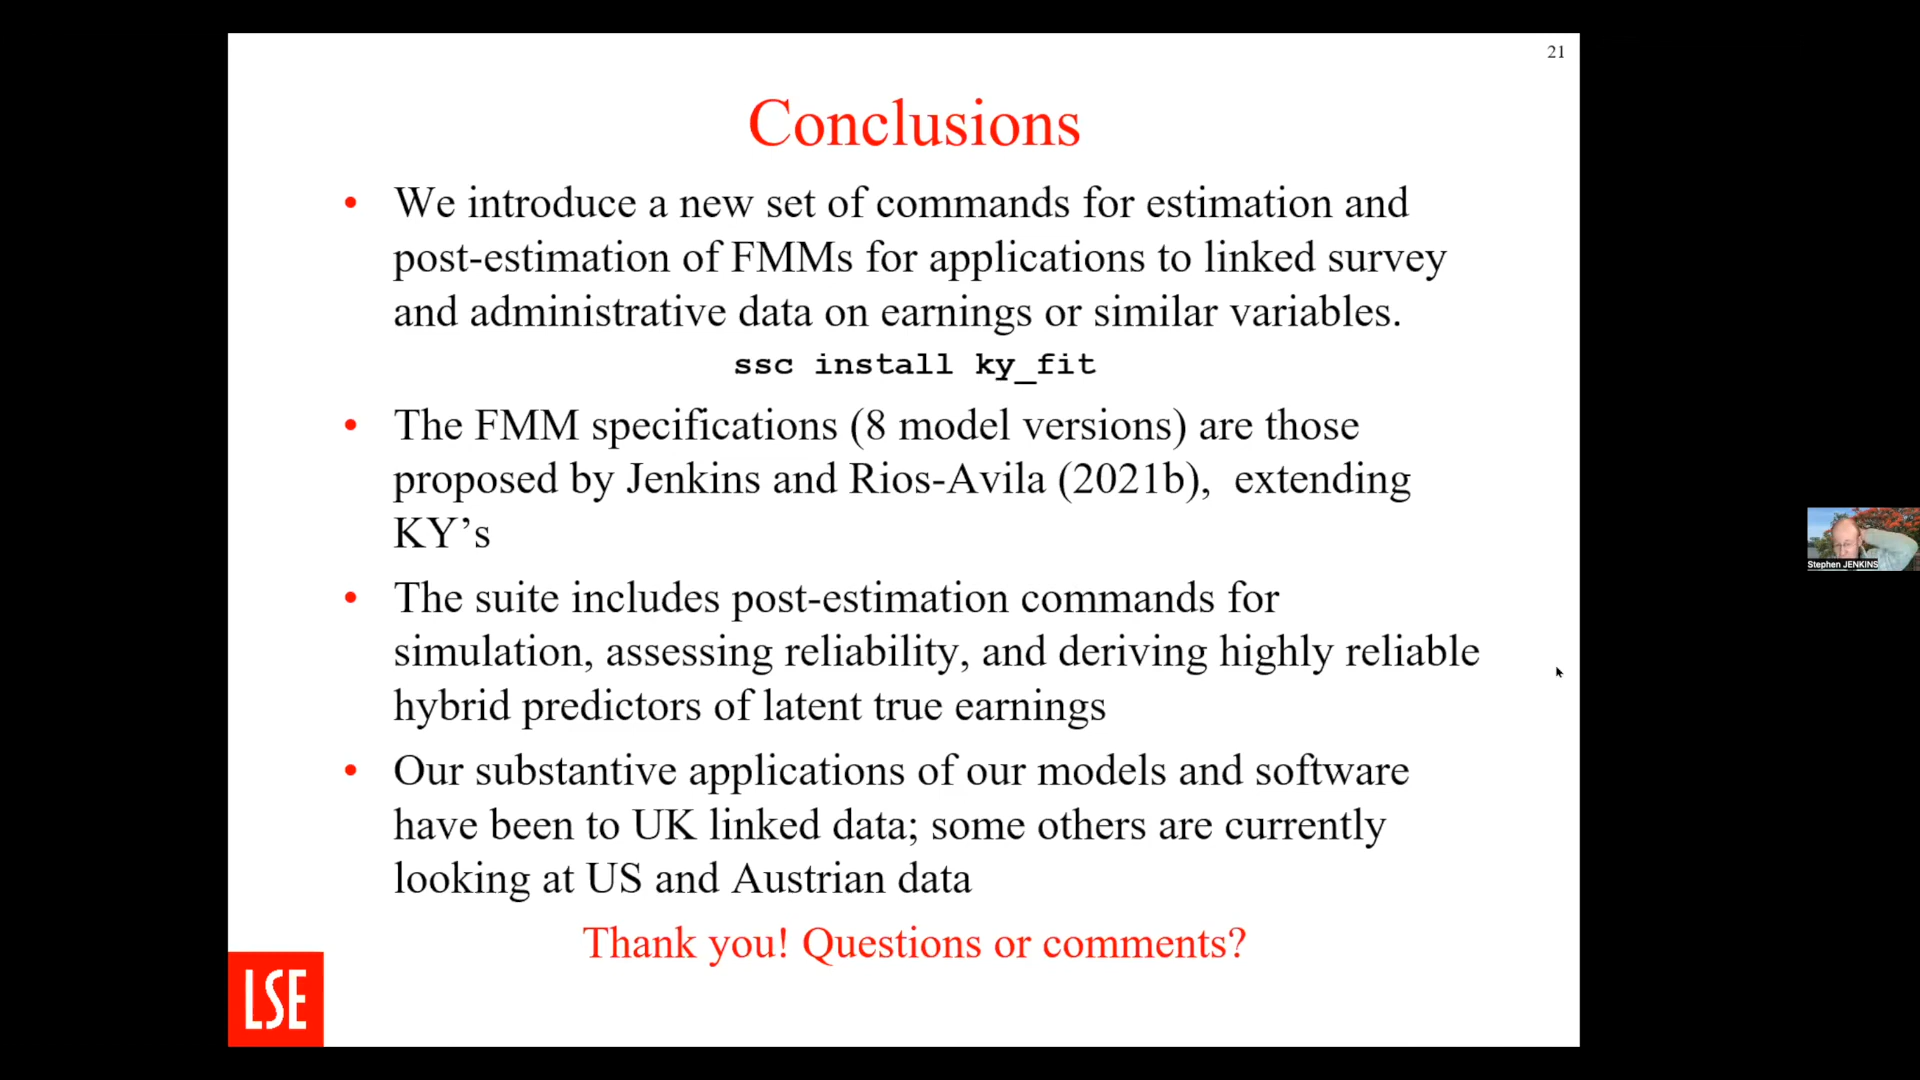 21
Conclusions
• We introduce a new set of commands for estimation and
post-estimation of FMMs for applications to linked survey
and administrative data on earnings or similar variables.
ssc install ky_fit
• The FMM specifications (8 model versions) are those
proposed by Jenkins and Rios-Avila (2021b), extending
KY’s
• The suite includes post-estimation commands for
simulation, assessing reliability, and deriving highly reliable
hybrid predictors of latent true earnings
• Our substantive applications of our models and software
have been to UK linked data; some others are currently
looking at US and Austrian data
Thank you! Questions or comments?
LSE
Stephen JENKINS